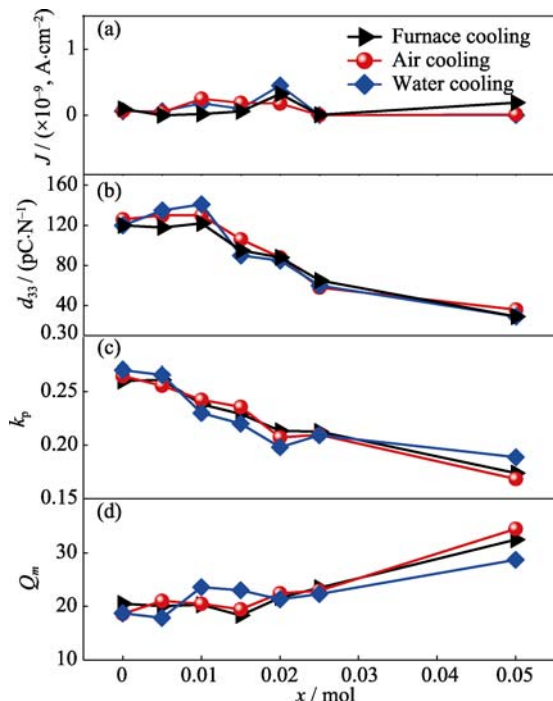 (a)
Furnace cooling
Air cooling
Water cooling
1
0
J / (×10⁻⁹, A·cm⁻²)
(b)
160
120
80
40
d₃₃ / (pC·N⁻¹)
0.30
(c)
0.25
0.20
0.15
kₚ
(d)
30
20
10
Qₘ
0 0.01 0.02 0.03 0.04 0.05
x / mol